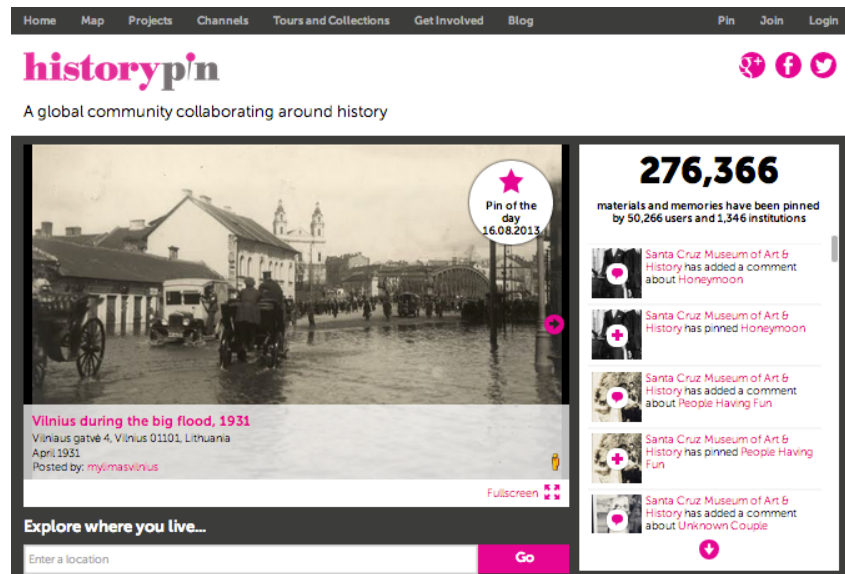 Home Map Projects Channels Tours and Collections Get Involved Blog Pin Join Login
historypin
A global community collaborating around history
Pin of the
day
16.08.2013
Vilnius during the big flood, 1931
Vilniaus gatvė 4, Vilnius 01101, Lithuania
April 1931
Posted by: mylimasvilnius
Fullscreen
Explore where you live...
Enter a location
Go
276,366
materials and memories have been pinned
by 50,266 users and 1,346 institutions
Santa Cruz Museum of Art &
History has added a comment
about Honeymoon
Santa Cruz Museum of Art &
History has pinned Honeymoon
Santa Cruz Museum of Art &
History has added a comment
about People Having Fun
Santa Cruz Museum of Art &
History has pinned People Having
Fun
Santa Cruz Museum of Art &
History has added a comment
about Unknown Couple